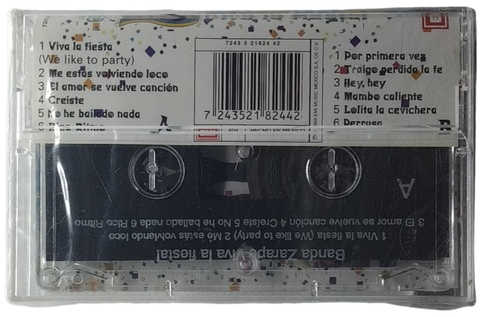 7243 5 21824 42
1 Viva la fiesta
(We like to party)
2 Me estás volviendo loco
3 El amor se vuelve canción
4 Creíste
5 No he bailado nada
6 Rico Ritmo
A
7 243521 82442
1 Por primera vez
2 Traigo perdida la fe
3 Hey, hey
4 Mambo caliente
5 Lolita la cevichera
6 Perrusa
B
A
Banda Zarape Viva la fiesta!
1 Viva la fiesta (We like to party) 2 Me estás volviendo loco
3 El amor se vuelve canción 4 Creíste 5 No he bailado nada 6 Rico Ritmo